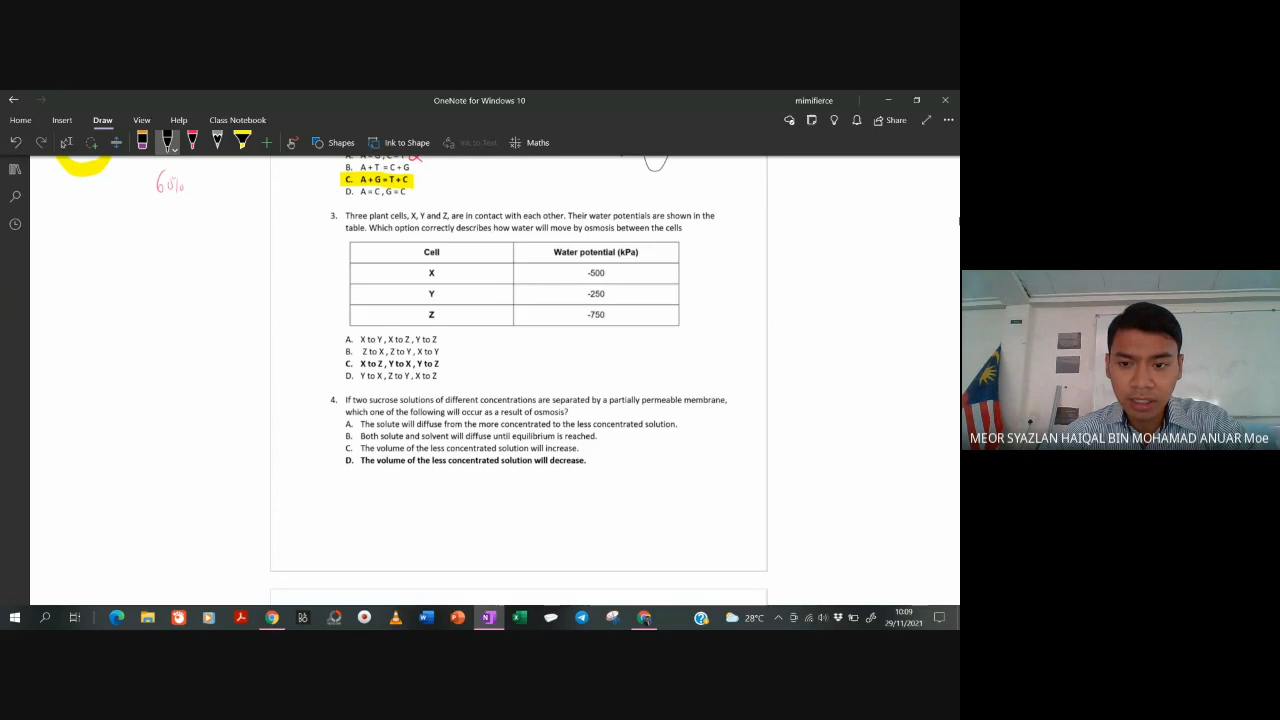 OneNote for Windows 10
mimifierce
Home Insert Draw View Help Class Notebook
Share
Shapes Ink to Shape Ink to Text Maths
60%
B. A + T = C + G
C. A + G = T + C
D. A = C , G = C
3. Three plant cells, X, Y and Z, are in contact with each other. Their water potentials are shown in the
table. Which option correctly describes how water will move by osmosis between the cells
Cell Water potential (kPa)
X -500
Y -250
Z -750
A. X to Y , X to Z , Y to Z
B. Z to X , Z to Y , X to Y
C. X to Z , Y to X , Y to Z
D. Y to X , Z to Y , X to Z
4. If two sucrose solutions of different concentrations are separated by a partially permeable membrane,
which one of the following will occur as a result of osmosis?
A. The solute will diffuse from the more concentrated to the less concentrated solution.
B. Both solute and solvent will diffuse until equilibrium is reached.
C. The volume of the less concentrated solution will increase.
D. The volume of the less concentrated solution will decrease.
MEOR SYAZLAN HAIQAL BIN MOHAMAD ANUAR Moe
28°C
10:09
29/11/2021